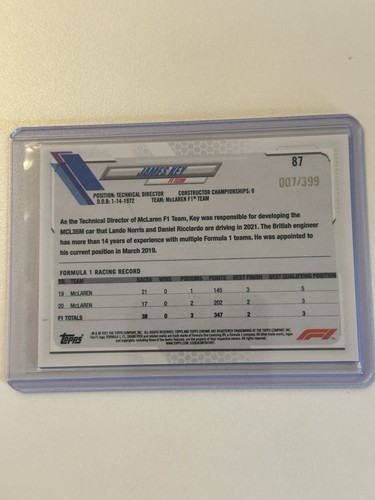 87
JAMES KEY
007/399
POSITION: TECHNICAL DIRECTOR CONSTRUCTOR CHAMPIONSHIPS: 0
D.O.B: 1-14-1972 TEAM: McLAREN F1® TEAM
As the Technical Director of McLaren F1 Team, Key was responsible for developing the
MCL35M car that Lando Norris and Daniel Ricciardo are driving in 2021. The British engineer
has more than 14 years of experience with multiple Formula 1 teams. He was appointed to
his current position in March 2019.
FORMULA 1 RACING RECORD
YR TEAM RACES WINS PODIUMS POINTS BEST FINISH BEST QUALIFYING POSITION
19 McLAREN 21 0 1 145 3 5
20 McLAREN 17 0 2 202 2 3
F1 TOTALS 38 0 3 347 2 3
Topps
F1